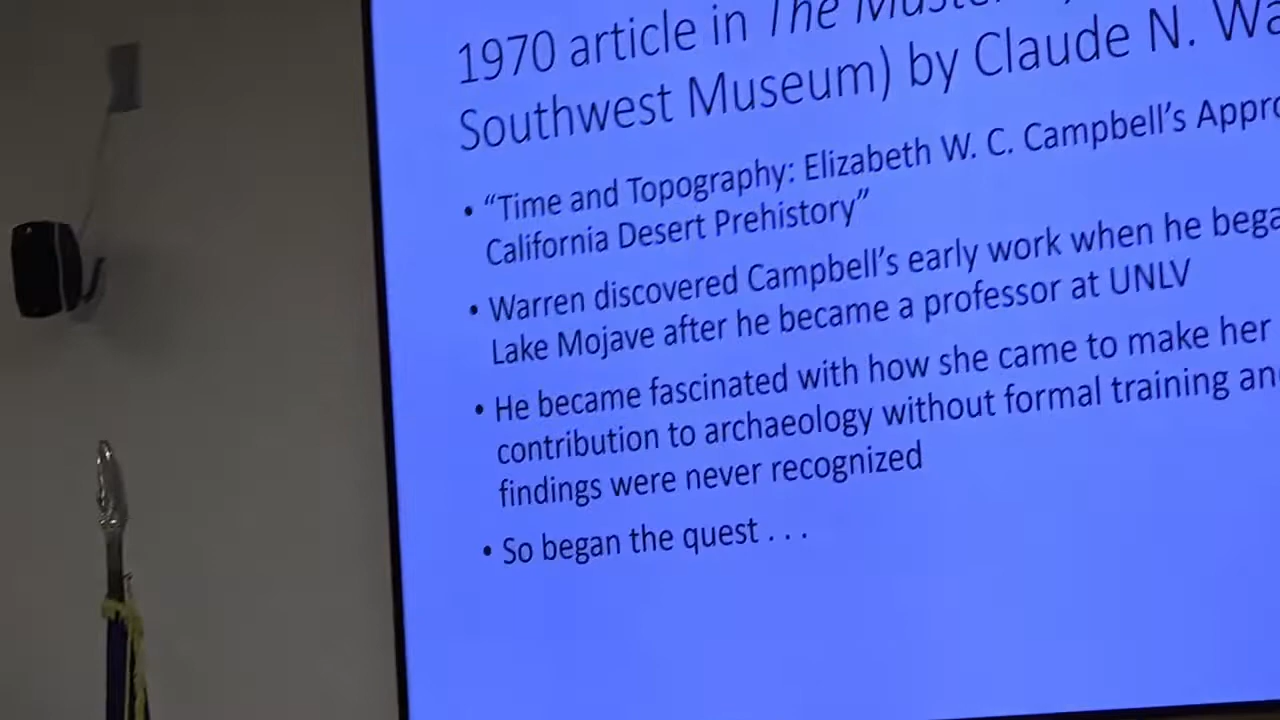 1970 article in The
Southwest Museum) by Claude N.
• “Time and Topography: Elizabeth W. C. Campbell’s
California Desert Prehistory”
• Warren discovered Campbell’s early work when he
Lake Mojave after he became a professor at UNLV
• He became fascinated with how she came to make her
contribution to archaeology without formal training
findings were never recognized
• So began the quest . . .